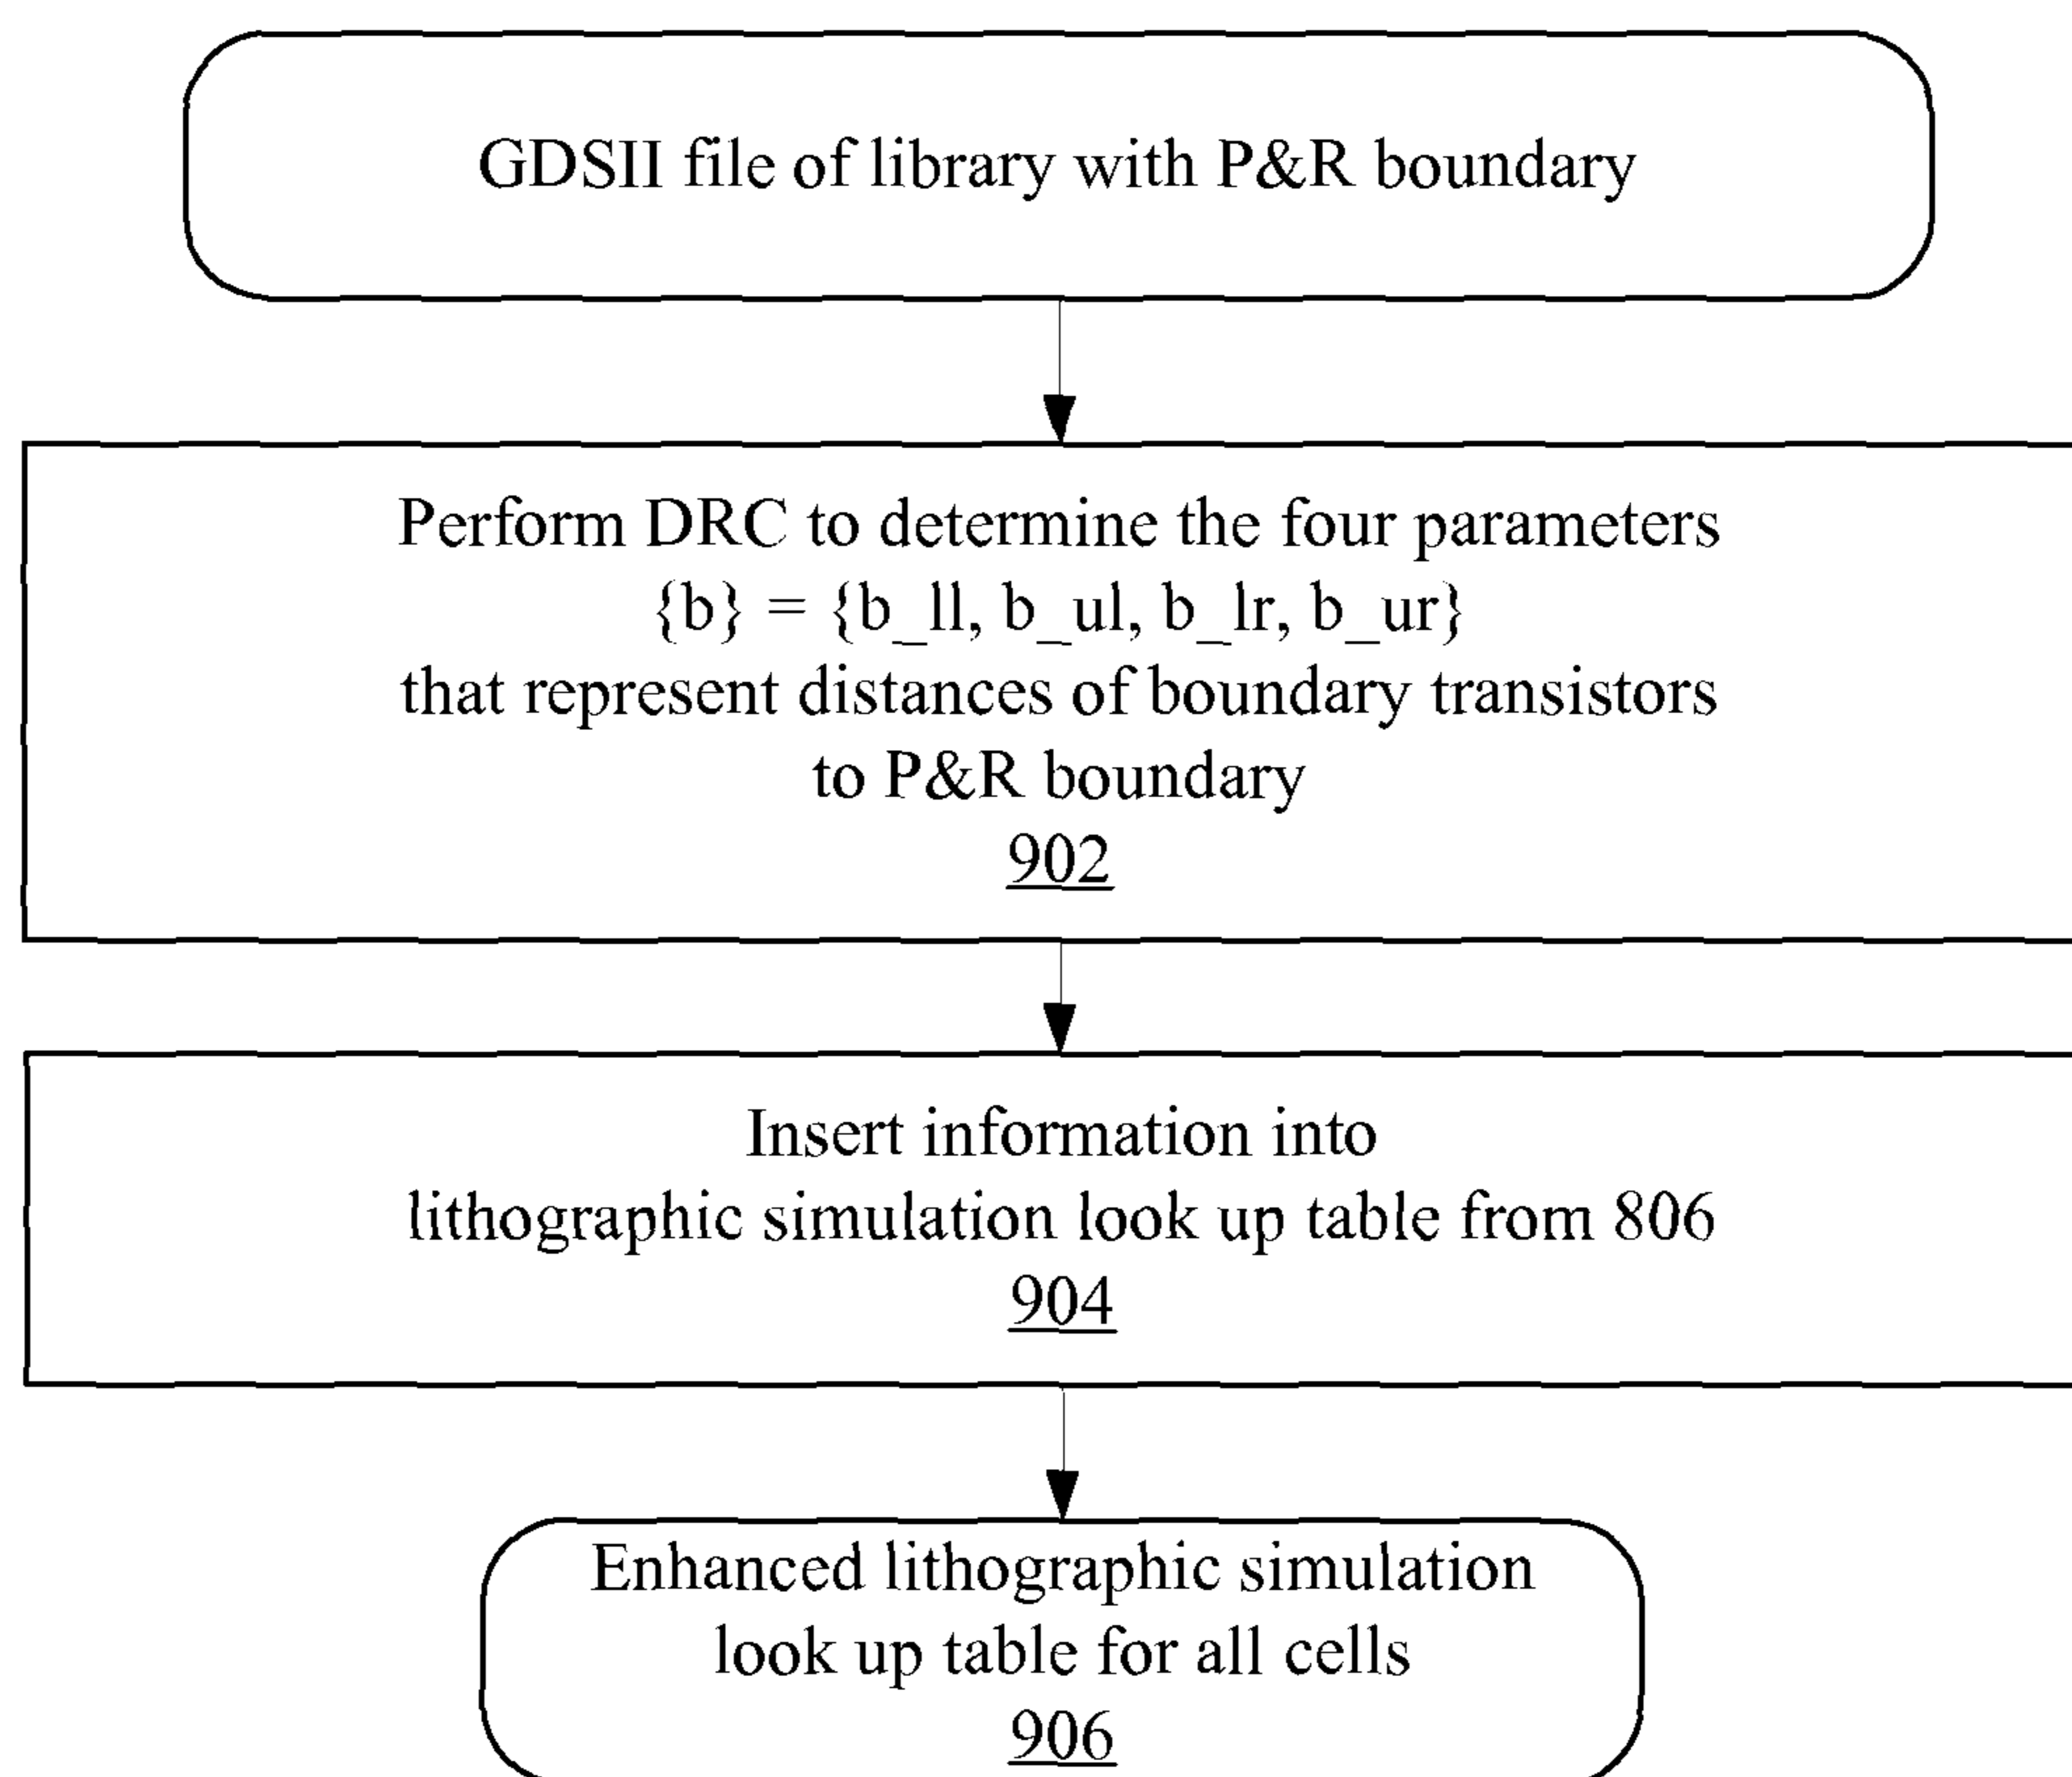 GDSII file of library with P&R boundary
Perform DRC to determine the four parameters
{b} = {b_ll, b_ul, b_lr, b_ur}
that represent distances of boundary transistors
to P&R boundary
902
Insert information into
lithographic simulation look up table from 806
904
Enhanced lithographic simulation
look up table for all cells
906